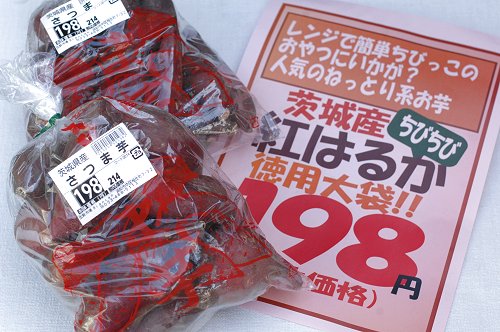 茨城県産
さつま芋
198
214
茨城県産
さつま芋
198
214
レンジで簡単ちびっこの
おやつにいかが?
人気のねっとり系お芋
茨城産
ちびちび
紅はるか
徳用大袋!!
198円
価格)